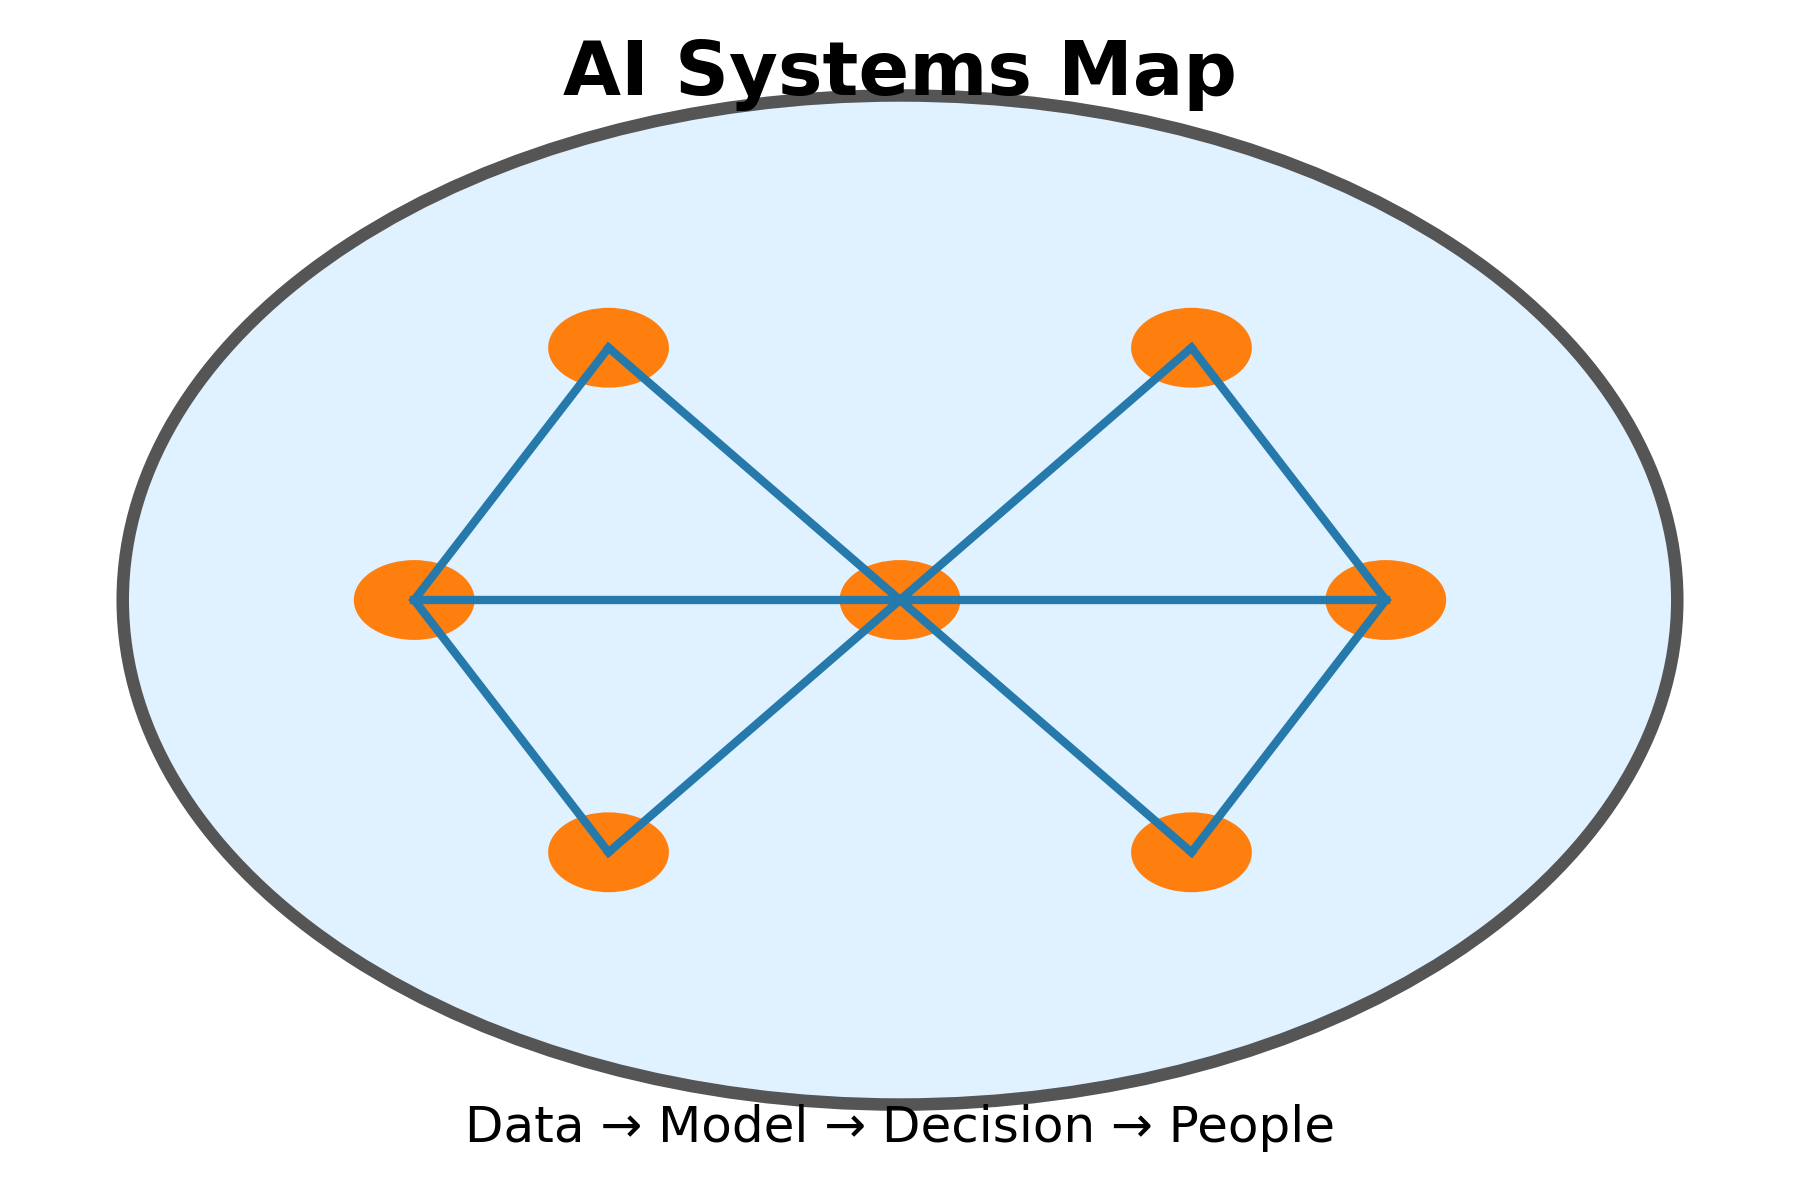 AI Systems Map
Data → Model → Decision → People